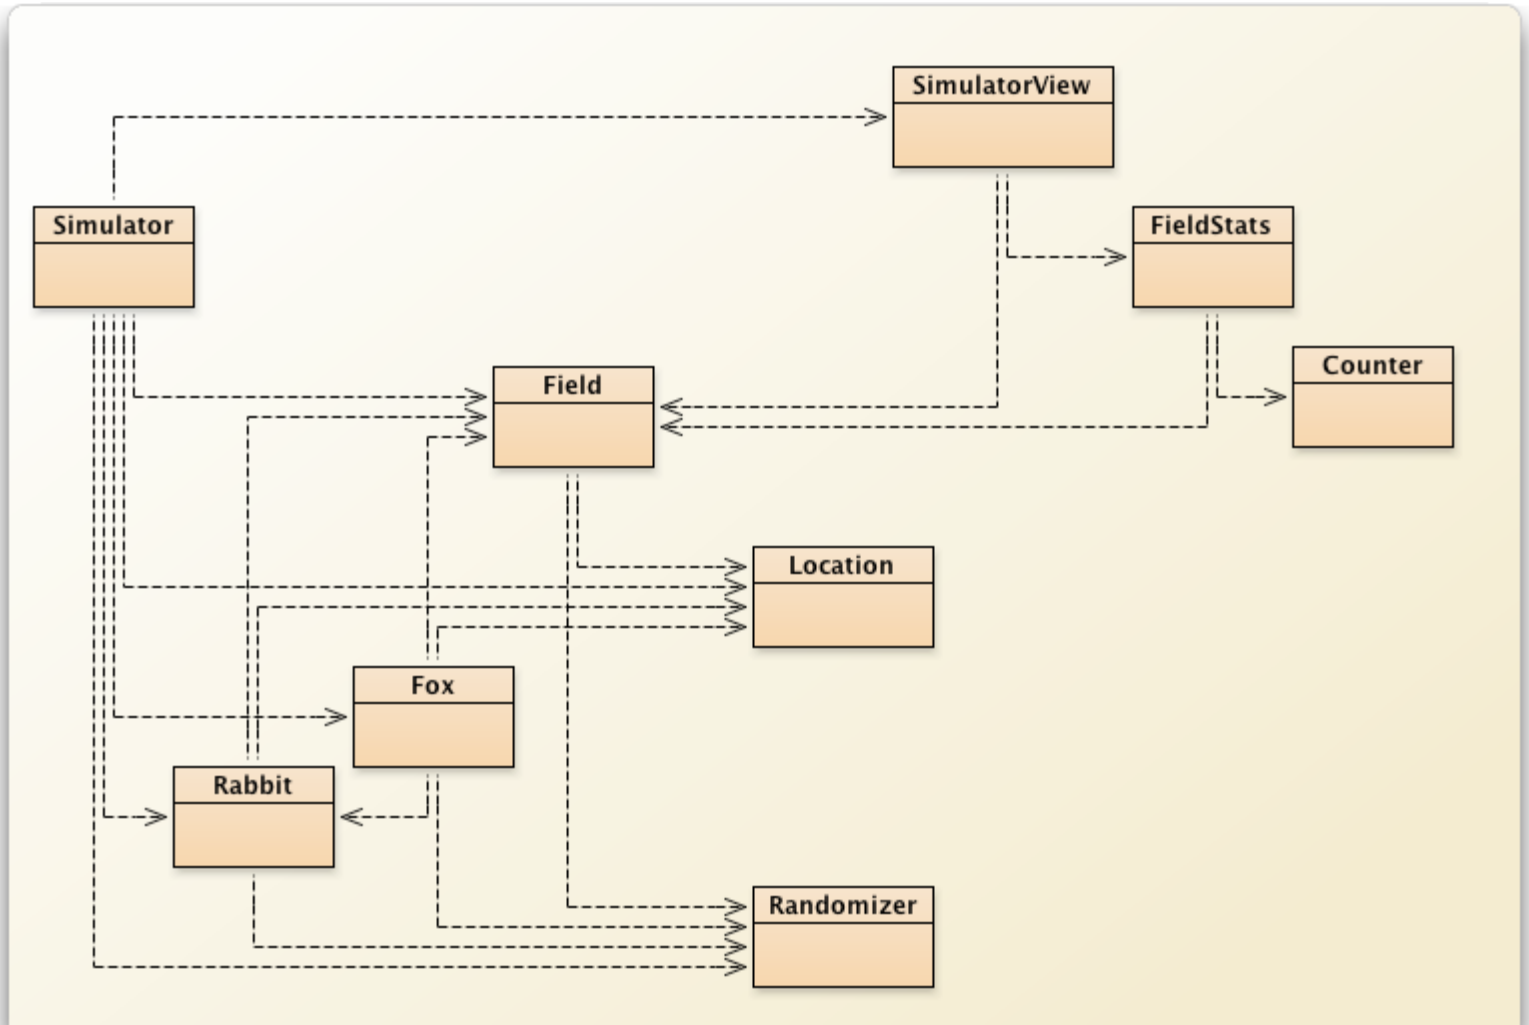 SimulatorView
Simulator
FieldStats
Counter
Field
Location
Fox
Rabbit
Randomizer